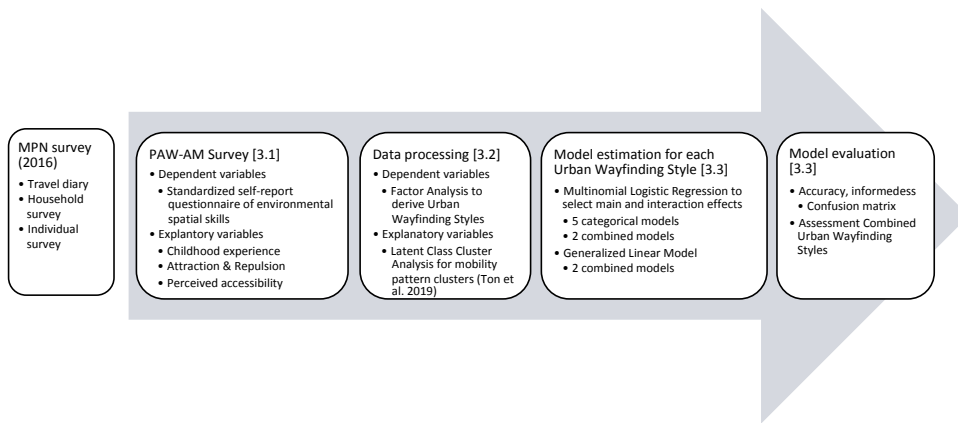 MPN survey
(2016)
• Travel diary
• Household
survey
• Individual
survey
PAW-AM Survey [3.1]
• Dependent variables
• Standardized self-report
questionnaire of environmental
spatial skills
• Explantory variables
• Childhood experience
• Attraction & Repulsion
• Perceived accessibility
Data processing [3.2]
• Dependent variables
• Factor Analysis to
derive Urban
Wayfinding Styles
• Explanatory variables
• Latent Class Cluster
Analysis for mobility
pattern clusters (Ton et
al. 2019)
Model estimation for each
Urban Wayfinding Style [3.3]
• Multinomial Logistic Regression to
select main and interaction effects
• 5 categorical models
• 2 combined models
• Generalized Linear Model
• 2 combined models
Model evaluation
[3.3]
• Accuracy, informedess
• Confusion matrix
• Assessment Combined
Urban Wayfinding
Styles